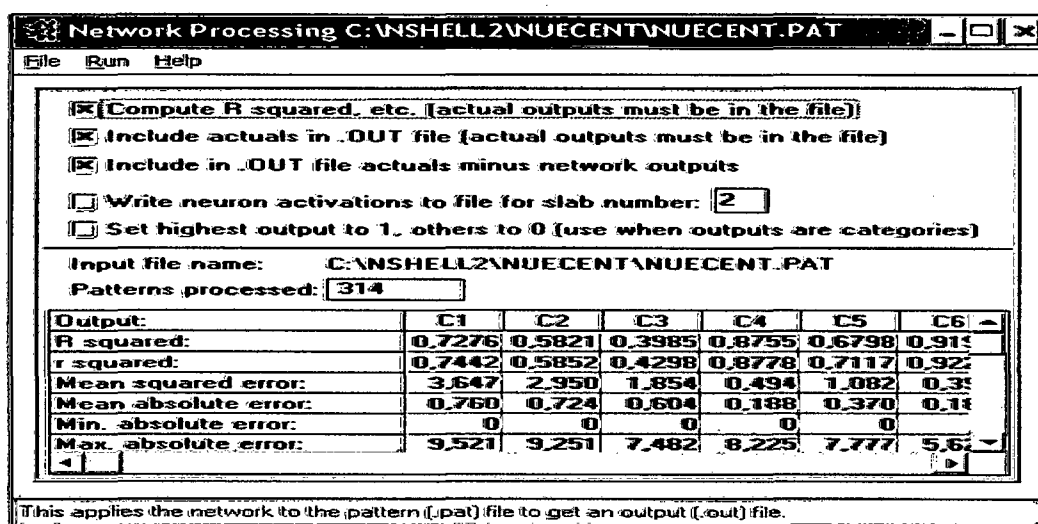 Network Processing C:\NSHELL2\NUECENT\NUECENT.PAT
File Run Help
Compute R squared, etc. (actual outputs must be in the file)
Include actuals in .OUT file (actual outputs must be in the file)
Include in .OUT file actuals minus network outputs
Write neuron activations to file for slab number: 2
Set highest output to 1, others to 0 (use when outputs are categories)
Input file name: C:\NSHELL2\NUECENT\NUECENT.PAT
Patterns processed: 314
Output: C1 C2 C3 C4 C5 C6
R squared: 0,7276 0,5821 0,3985 0,8755 0,6798
r squared: 0,7442 0,5852 0,4298 0,8778 0,7117
Mean squared error: 3,647 2,950 1,854 0,494 1,082
Mean absolute error: 0,760 0,724 0,604 0,188 0,370
Min. absolute error: 0 0 0 0 0
Max. absolute error: 9,521 9,251 7,482 8,225 7,777
This applies the network to the pattern (.pat) file to get an output (.out) file.